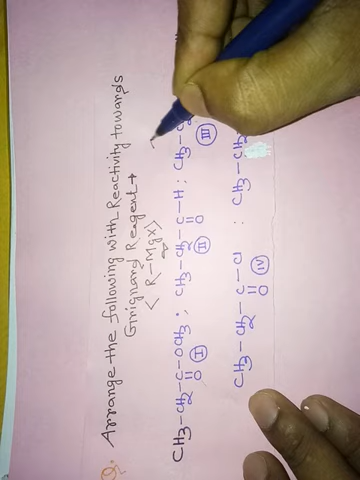 Q. Arrange the following with Reactivity towards
Grignard Reagent →
< R-MgX >
CH3-CH2-C-OCH3 ; CH3-CH2-C-H ; CH3-C
O O
I II III
CH3-CH2-C-Cl ; CH3-CH2
O
IV